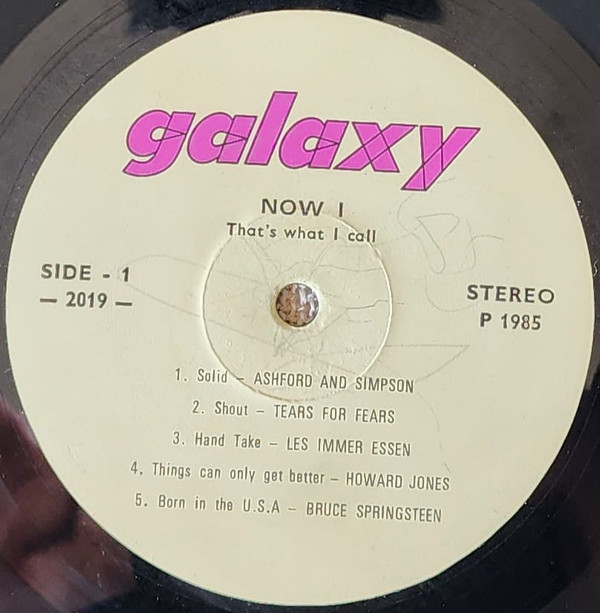 galaxy
NOW I
That's what I call
SIDE - 1
— 2019 —
STEREO
P 1985
1. Solid – ASHFORD AND SIMPSON
2. Shout – TEARS FOR FEARS
3. Hand Take – LES IMMER ESSEN
4. Things can only get better – HOWARD JONES
5. Born in the U.S.A – BRUCE SPRINGSTEEN